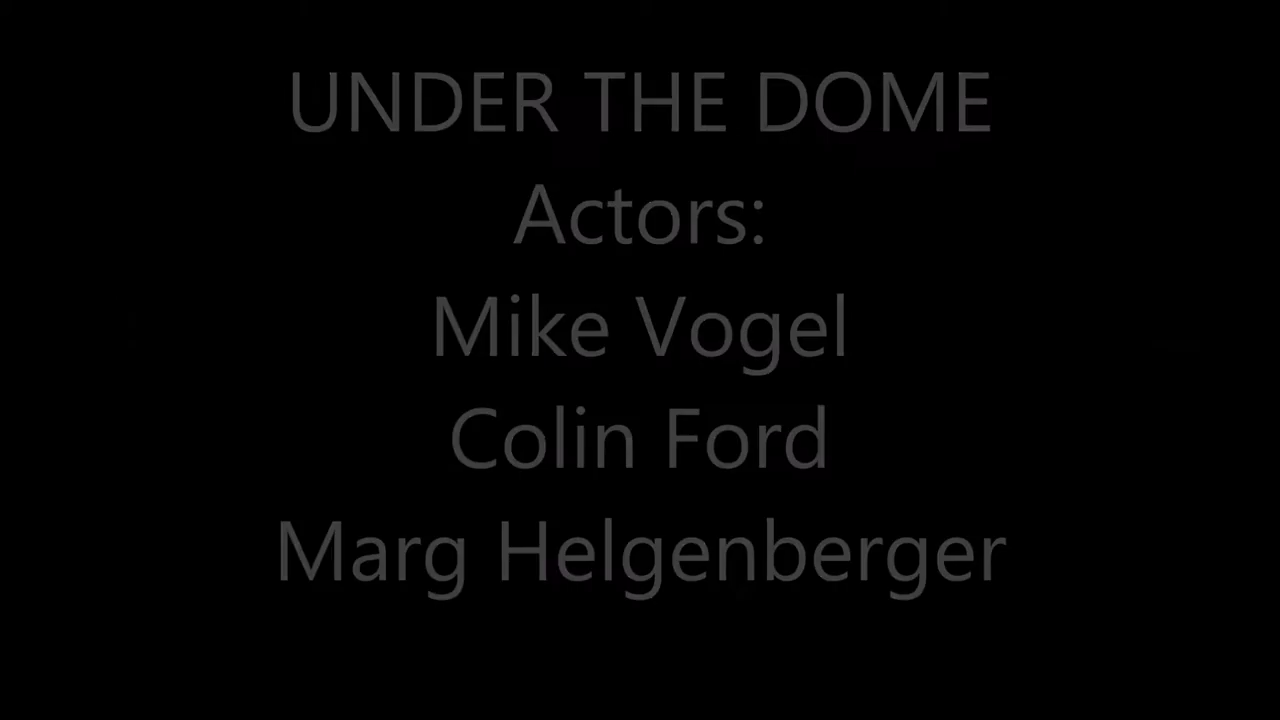 UNDER THE DOME
Actors:
Mike Vogel
Colin Ford
Marg Helgenberger